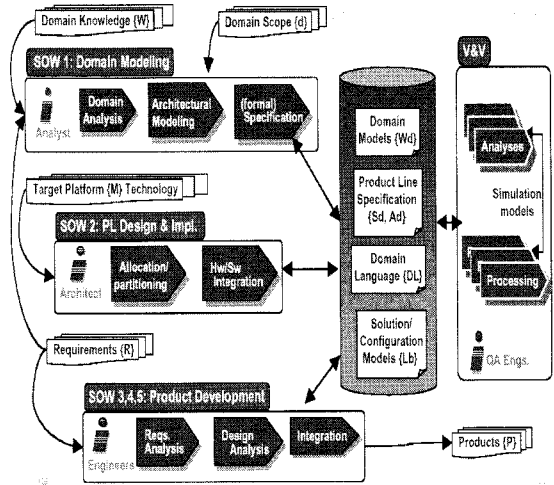 Domain Knowledge {W}
Domain Scope {d}
SOW 1: Domain Modeling
V&V
Analyst
Domain
Analysis
Architectural
Modeling
(formal)
Specification
Domain
Models {Wd}
Analyses
Simulation
models
Target Platform {M} Technology
Product Line
Specification
{Sd, Ad}
SOW 2: PL Design & Impl.
Architect
Allocation/
partitioning
Hw/Sw
Integration
Domain
Language {DL}
Processing
Requirements {R}
Solution/
Configuration
Models {Lb}
QA Engs.
SOW 3,4,5: Product Development
Engineers
Reqs.
Analysis
Design
Analysis
Integration
Products {P}